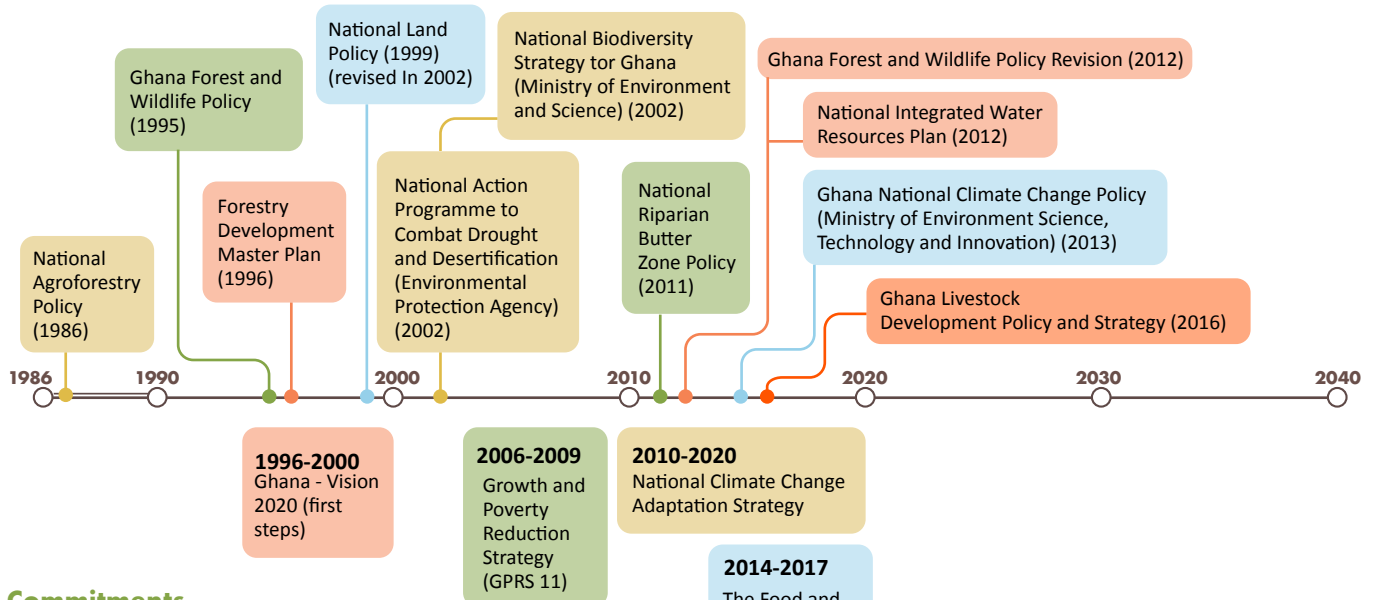 National Land
Policy (1999)
(revised In 2002)
National Biodiversity
Strategy tor Ghana
(Ministry of Environment
and Science) (2002)
Ghana Forest and Wildlife Policy Revision (2012)
Ghana Forest and
Wildlife Policy
(1995)
National Integrated Water
Resources Plan (2012)
National Action
Programme to
Combat Drought
and Desertification
(Environmental
Protection Agency)
(2002)
National
Riparian
Butter
Zone Policy
(2011)
Ghana National Climate Change Policy
(Ministry of Environment Science,
Technology and Innovation) (2013)
Forestry
Development
Master Plan
(1996)
National
Agroforestry
Policy
(1986)
Ghana Livestock
Development Policy and Strategy (2016)
1986 1990 2000 2010 2020 2030 2040
1996-2000
Ghana - Vision
2020 (first
steps)
2006-2009
Growth and
Poverty
Reduction
Strategy
(GPRS 11)
2010-2020
National Climate Change
Adaptation Strategy
2014-2017
The Food and
Commitments